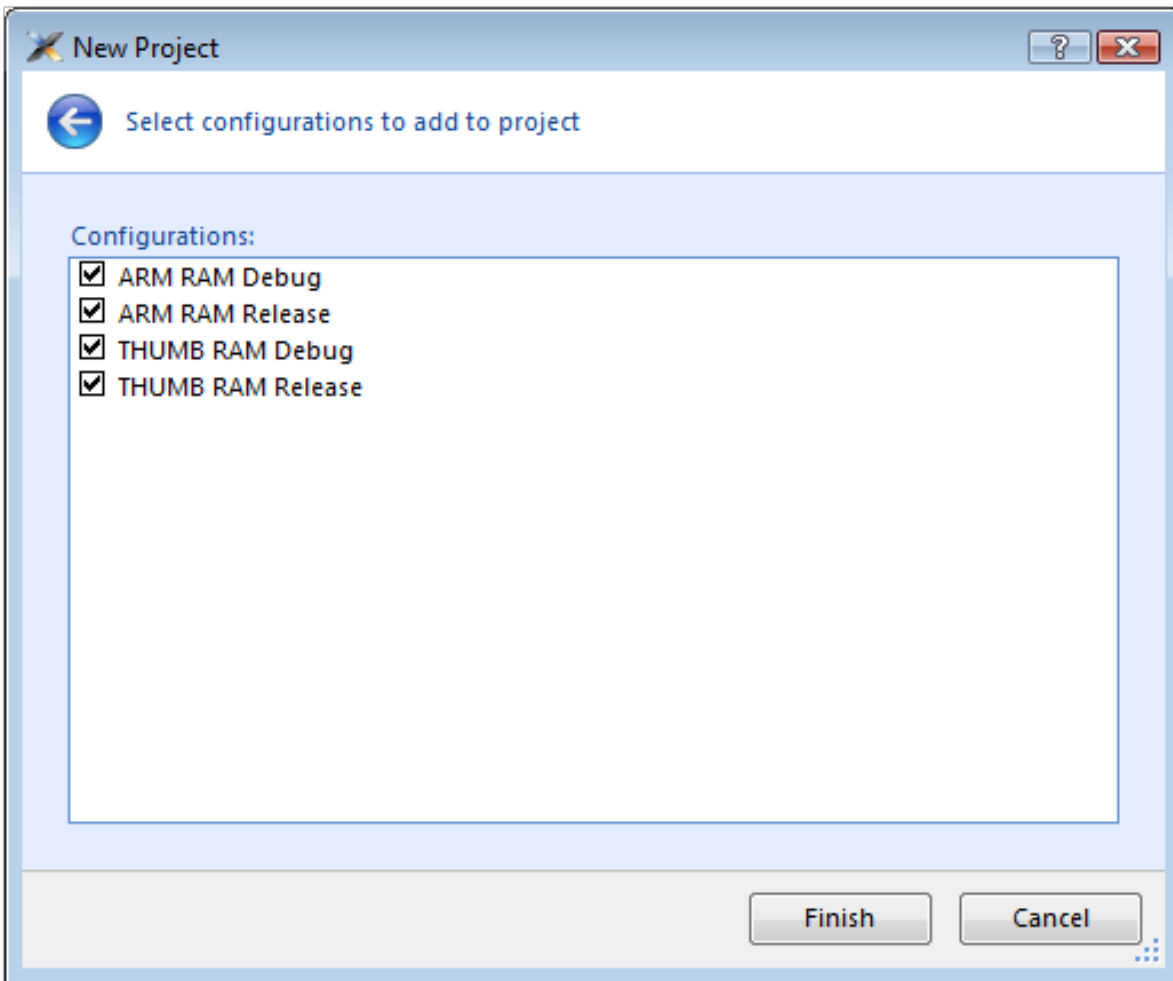 New Project
Select configurations to add to project
Configurations:
ARM RAM Debug
ARM RAM Release
THUMB RAM Debug
THUMB RAM Release
Finish Cancel